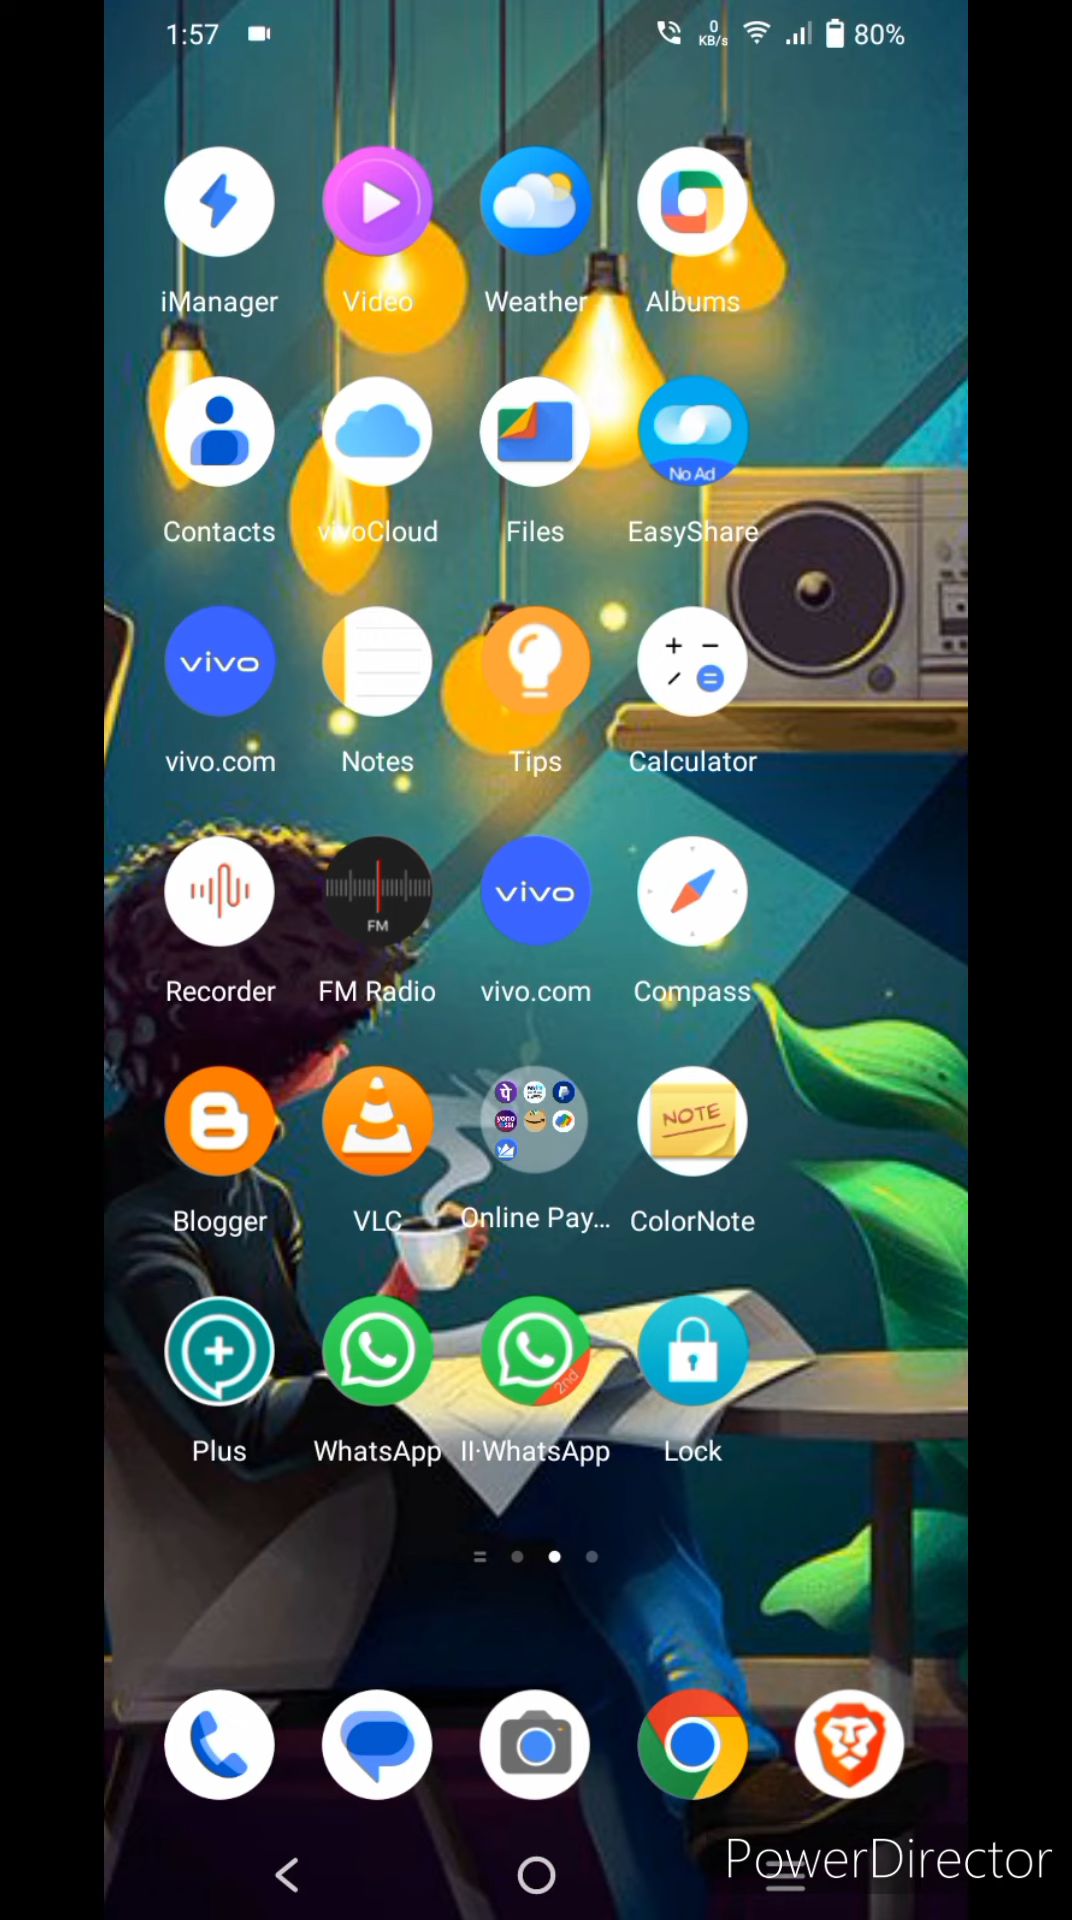 1:57 0 KB/s 80%
iManager Video Weather Albums
No Ad
Contacts vivoCloud Files EasyShare
vivo
vivo.com Notes Tips Calculator
FM vivo
Recorder FM Radio vivo.com Compass
पे
yono SBI
NOTE
Blogger VLC Online Pay... ColorNote
2nd
Plus WhatsApp II·WhatsApp Lock
PowerDirector